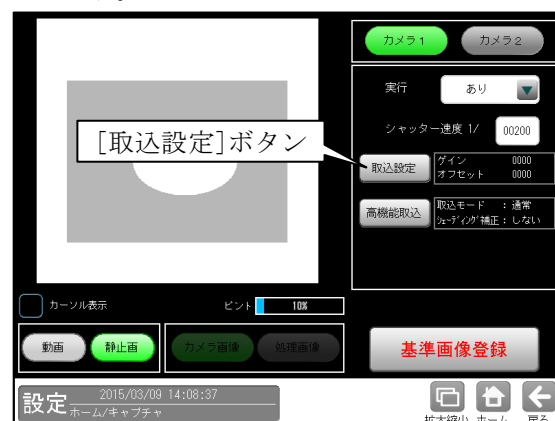 カメラ1 カメラ2
実行 あり
シャッター速度 1/ 00200
[取込設定]ボタン
取込設定 ゲイン 0000
オフセット 0000
高機能取込 取込モード : 通常
シェーディング補正 : しない
カーソル表示 ピント 10%
動画 静止画 カメラ画像 処理画像 基準画像登録
設定 2015/03/09 14:08:37
ホーム/キャプチャ
拡大縮小 ホーム 戻る